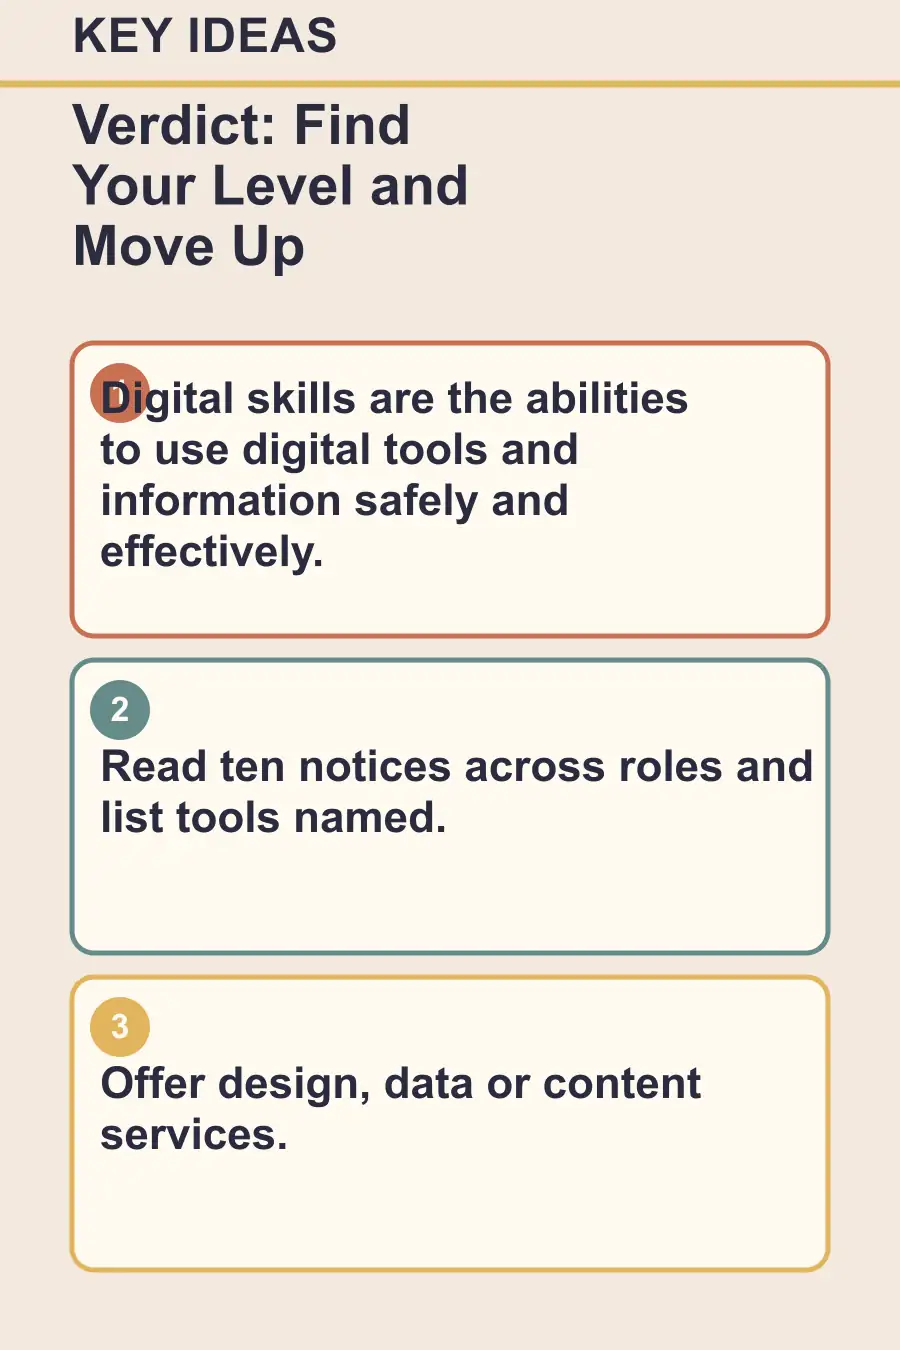 KEY IDEAS
Verdict: Find
Your Level and
Move Up
1
Digital skills are the abilities
to use digital tools and
information safely and
effectively.
2
Read ten notices across roles and
list tools named.
3
Offer design, data or content
services.